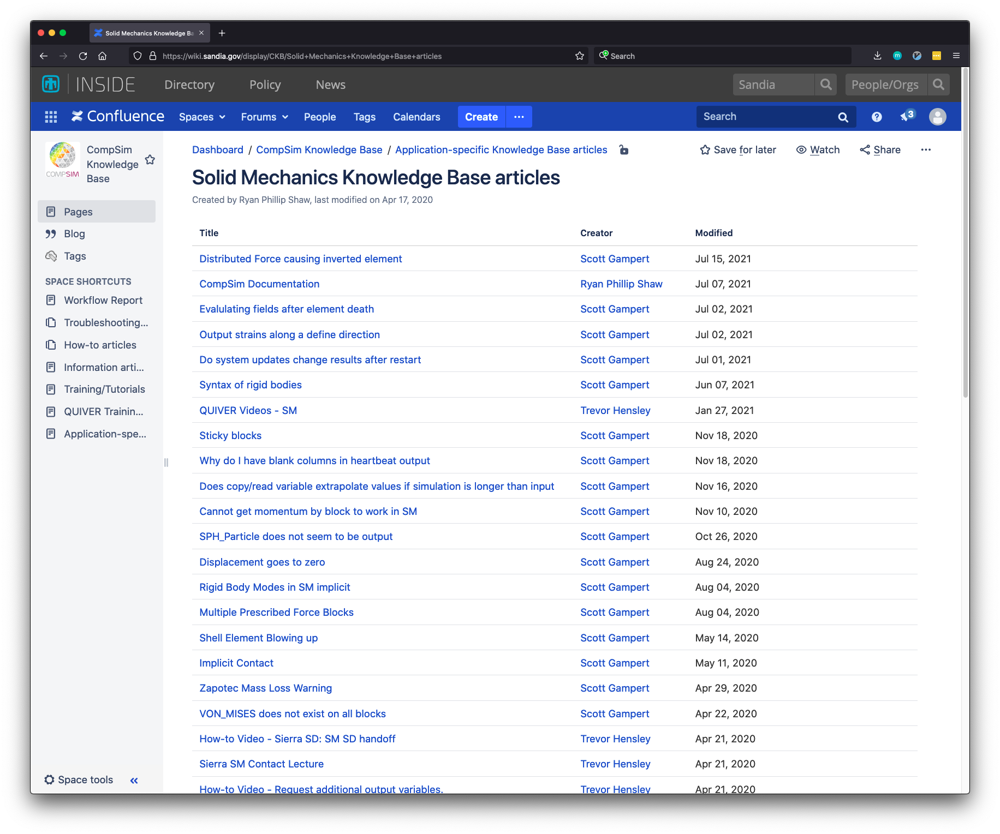 Solid Mechanics Knowledge Ba
https://wiki.sandia.gov/display/CKB/Solid+Mechanics+Knowledge+Base+articles
Search
INSIDE
Directory
Policy
News
Sandia
People/Orgs
Confluence
Spaces
Forums
People
Tags
Calendars
Create
Search
3
COMPSIM
CompSim
Knowledge
Base
Pages
Blog
Tags
SPACE SHORTCUTS
Workflow Report
Troubleshooting...
How-to articles
Information arti...
Training/Tutorials
QUIVER Trainin...
Application-spe...
Space tools
Dashboard / CompSim Knowledge Base / Application-specific Knowledge Base articles
Save for later
Watch
Share
Solid Mechanics Knowledge Base articles
Created by Ryan Phillip Shaw, last modified on Apr 17, 2020
Title Creator Modified
Distributed Force causing inverted element Scott Gampert Jul 15, 2021
CompSim Documentation Ryan Phillip Shaw Jul 07, 2021
Evalulating fields after element death Scott Gampert Jul 02, 2021
Output strains along a define direction Scott Gampert Jul 02, 2021
Do system updates change results after restart Scott Gampert Jul 01, 2021
Syntax of rigid bodies Scott Gampert Jun 07, 2021
QUIVER Videos - SM Trevor Hensley Jan 27, 2021
Sticky blocks Scott Gampert Nov 18, 2020
Why do I have blank columns in heartbeat output Scott Gampert Nov 18, 2020
Does copy/read variable extrapolate values if simulation is longer than input Scott Gampert Nov 16, 2020
Cannot get momentum by block to work in SM Scott Gampert Nov 10, 2020
SPH_Particle does not seem to be output Scott Gampert Oct 26, 2020
Displacement goes to zero Scott Gampert Aug 24, 2020
Rigid Body Modes in SM implicit Scott Gampert Aug 04, 2020
Multiple Prescribed Force Blocks Scott Gampert Aug 04, 2020
Shell Element Blowing up Scott Gampert May 14, 2020
Implicit Contact Scott Gampert May 11, 2020
Zapotec Mass Loss Warning Scott Gampert Apr 29, 2020
VON_MISES does not exist on all blocks Scott Gampert Apr 22, 2020
How-to Video - Sierra SD: SM SD handoff Trevor Hensley Apr 21, 2020
Sierra SM Contact Lecture Trevor Hensley Apr 21, 2020
How-to Video - Request additional output variables. Trevor Hensley Apr 21, 2020